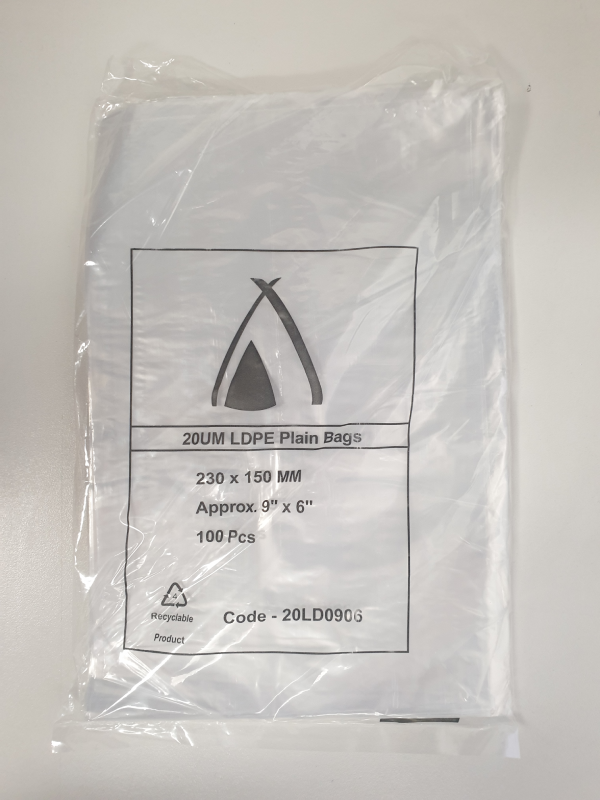 20UM LDPE Plain Bags
230 x 150 MM
Approx. 9" x 6"
100 Pcs
4
Recyclable
Product
Code - 20LD0906